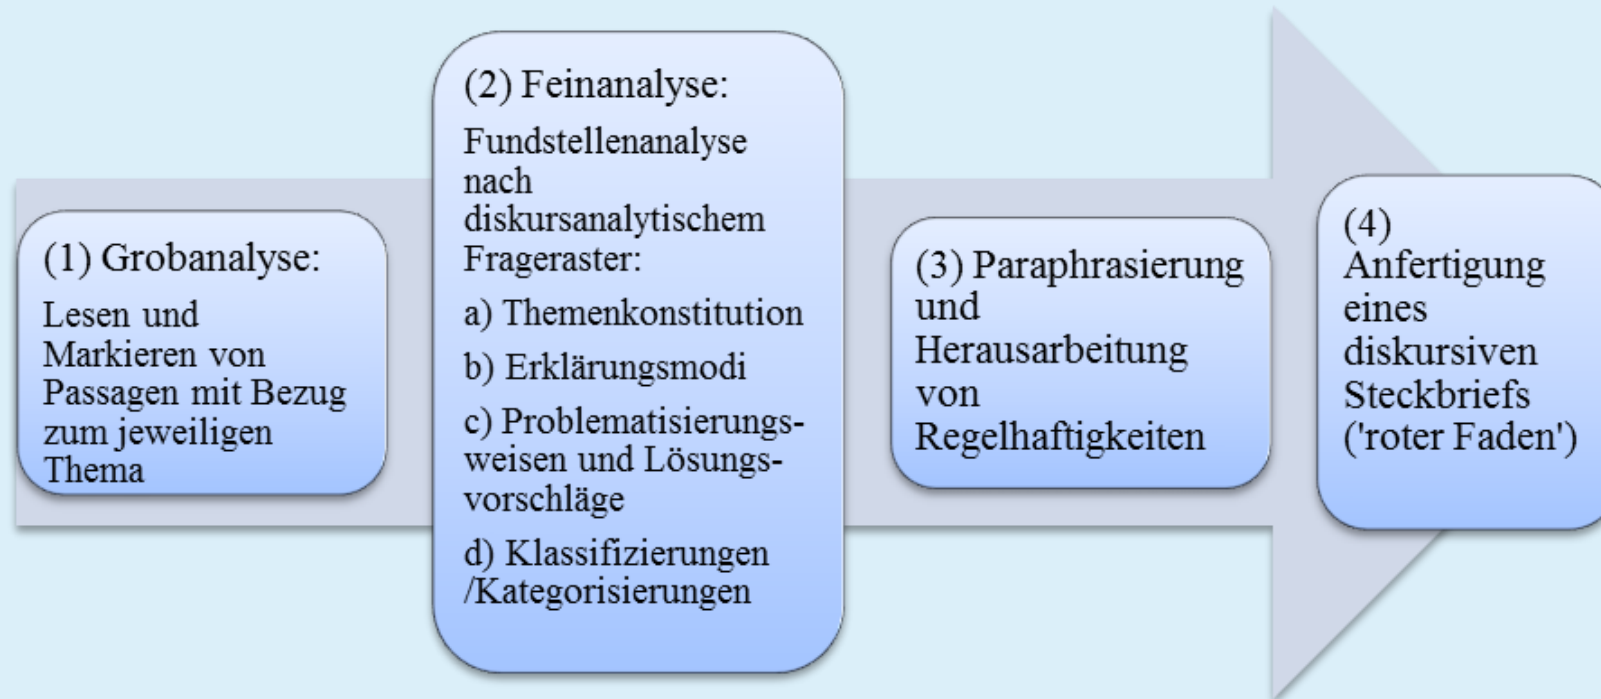 (1) Grobanalyse:
Lesen und
Markieren von
Passagen mit Bezug
zum jeweiligen
Thema
(2) Feinanalyse:
Fundstellenanalyse
nach
diskursanalytischem
Frageraster:
a) Themenkonstitution
b) Erklärungsmodi
c) Problematisierungs-
weisen und Lösungs-
vorschläge
d) Klassifizierungen
/Kategorisierungen
(3) Paraphrasierung
und
Herausarbeitung
von
Regelhaftigkeiten
(4)
Anfertigung
eines
diskursiven
Steckbriefs
('roter Faden')